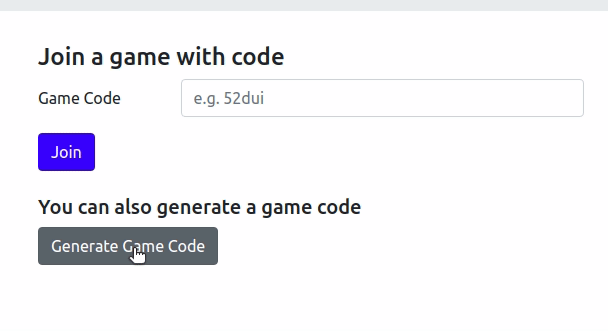 Join a game with code
Game Code
e.g. 52dui
Join
You can also generate a game code
Generate Game Code